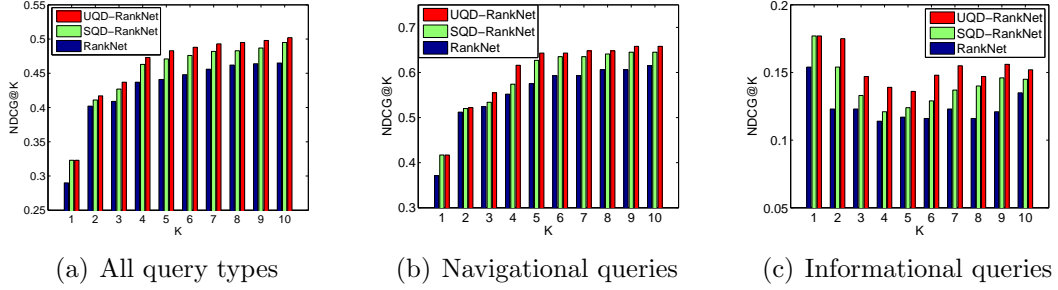 0.55
0.5
0.45
0.4
0.35
0.3
0.25
NDCG@K
UQD−RankNet
SQD−RankNet
RankNet
1 2 3 4 5 6 7 8 9 10
K
(a) All query types
0.7
0.6
0.5
0.4
0.3
NDCG@K
UQD−RankNet
SQD−RankNet
RankNet
1 2 3 4 5 6 7 8 9 10
K
(b) Navigational queries
0.2
0.15
0.1
0.05
NDCG@K
UQD−RankNet
SQD−RankNet
RankNet
1 2 3 4 5 6 7 8 9 10
K
(c) Informational queries